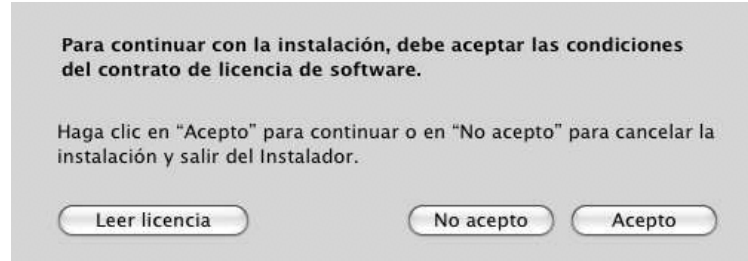 Para continuar con la instalación, debe aceptar las condiciones
del contrato de licencia de software.
Haga clic en “Acepto” para continuar o en “No acepto” para cancelar la
instalación y salir del Instalador.
Leer licencia
No acepto
Acepto